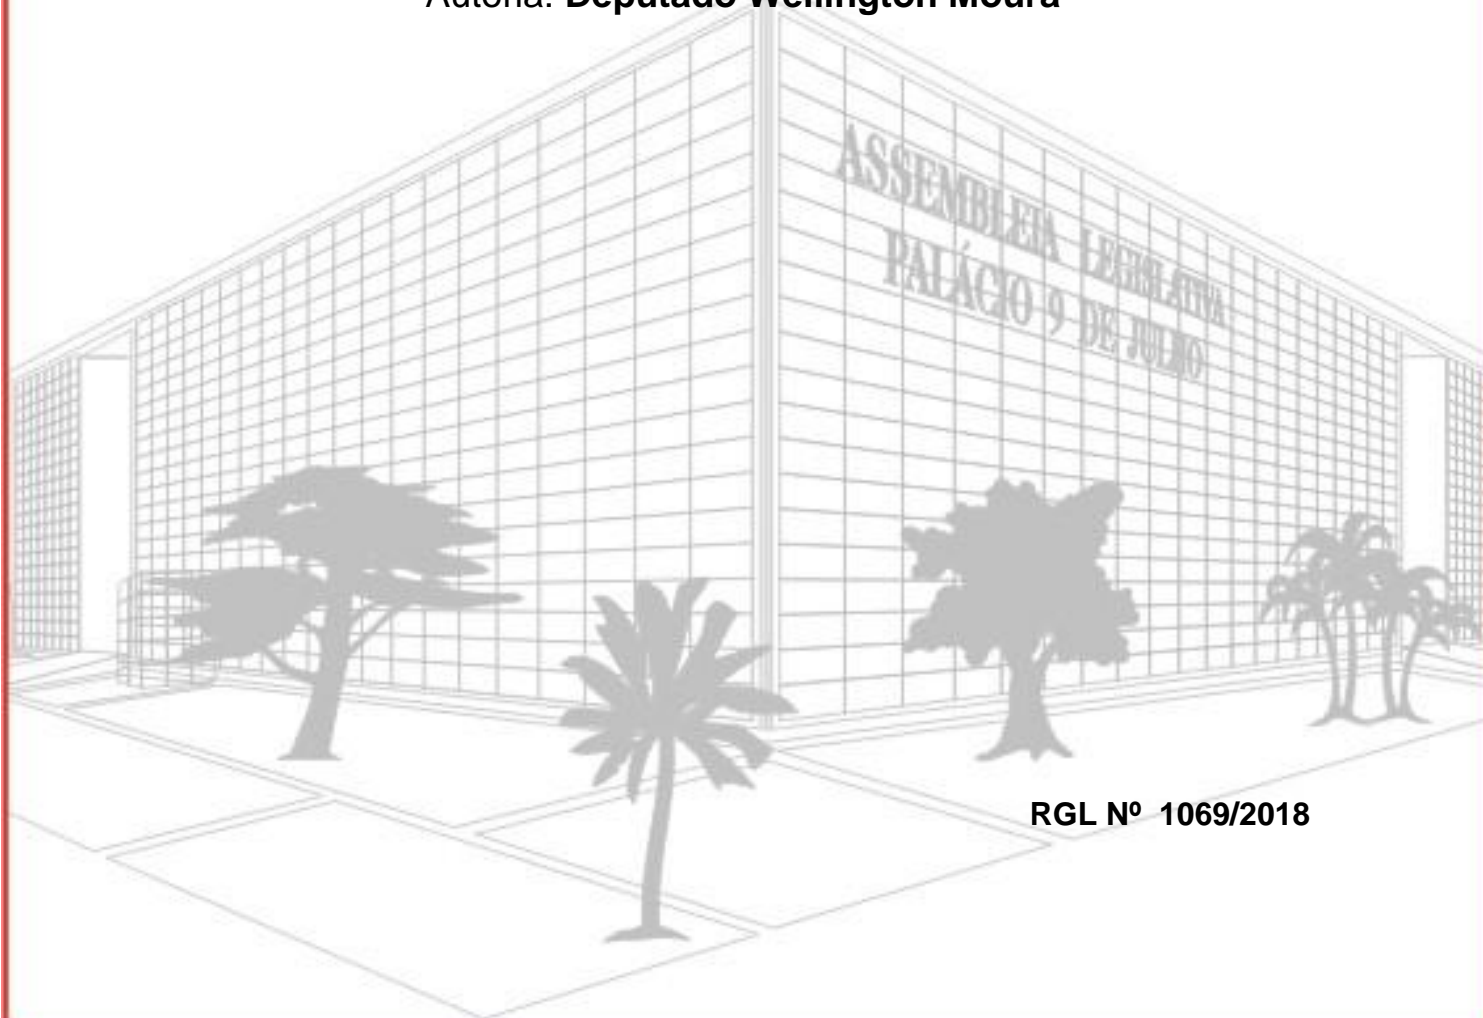 Autoria: Deputado Wellington Moura
ASSEMBLEIA LEGISLATIVA
PALÁCIO 9 DE JULHO
RGL Nº 1069/2018